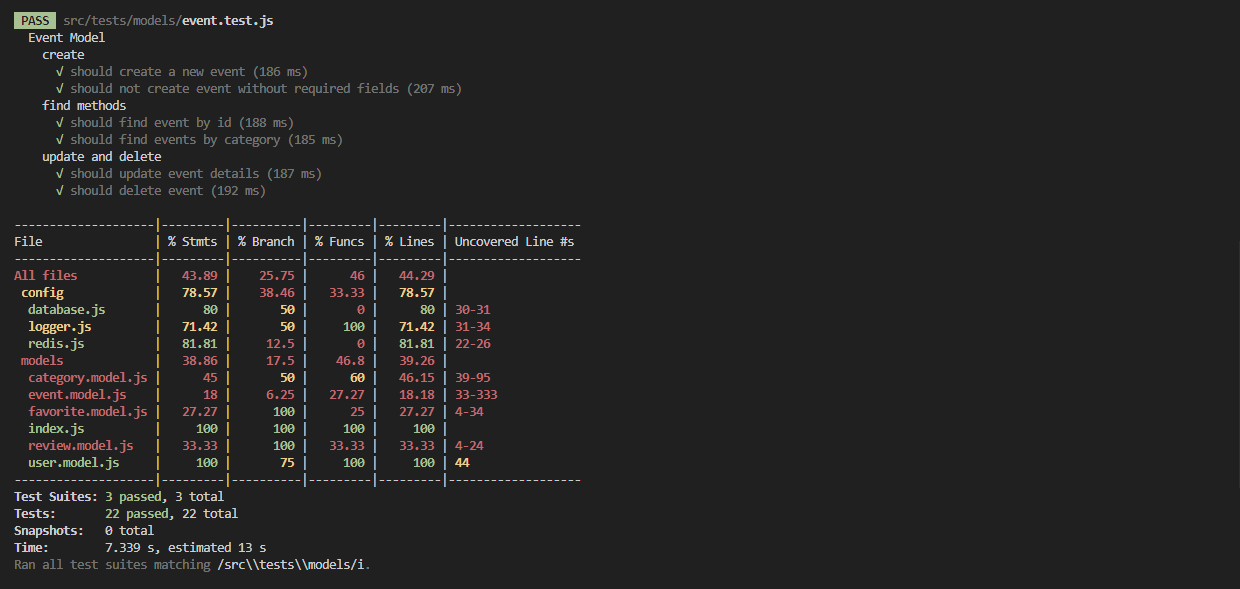 PASS src/tests/models/event.test.js
Event Model
create
√ should create a new event (186 ms)
√ should not create event without required fields (207 ms)
find methods
√ should find event by id (188 ms)
√ should find events by category (185 ms)
update and delete
√ should update event details (187 ms)
√ should delete event (192 ms)
--------------------|---------|----------|---------|---------|-------------------
File                | % Stmts | % Branch | % Funcs | % Lines | Uncovered Line #s
--------------------|---------|----------|---------|---------|-------------------
All files           |   43.89 |    25.75 |      46 |   44.29 |
 config             |   78.57 |    38.46 |   33.33 |   78.57 |
  database.js       |      80 |       50 |       0 |      80 | 30-31
  logger.js         |   71.42 |       50 |     100 |   71.42 | 31-34
  redis.js          |   81.81 |     12.5 |       0 |   81.81 | 22-26
 models             |   38.86 |     17.5 |    46.8 |   39.26 |
  category.model.js |      45 |       50 |      60 |   46.15 | 39-95
  event.model.js    |      18 |     6.25 |   27.27 |   18.18 | 33-333
  favorite.model.js |   27.27 |      100 |      25 |   27.27 | 4-34
  index.js          |     100 |      100 |     100 |     100 |
  review.model.js   |   33.33 |      100 |   33.33 |   33.33 | 4-24
  user.model.js     |     100 |       75 |     100 |     100 | 44
--------------------|---------|----------|---------|---------|-------------------
Test Suites: 3 passed, 3 total
Tests:       22 passed, 22 total
Snapshots:   0 total
Time:        7.339 s, estimated 13 s
Ran all test suites matching /src\\tests\\models/i.